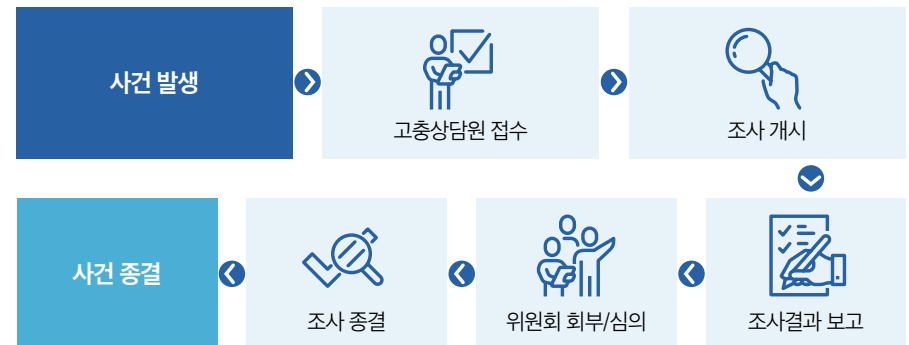 사건 발생
고충상담원 접수
조사 개시
조사결과 보고
위원회 회부/심의
조사 종결
사건 종결